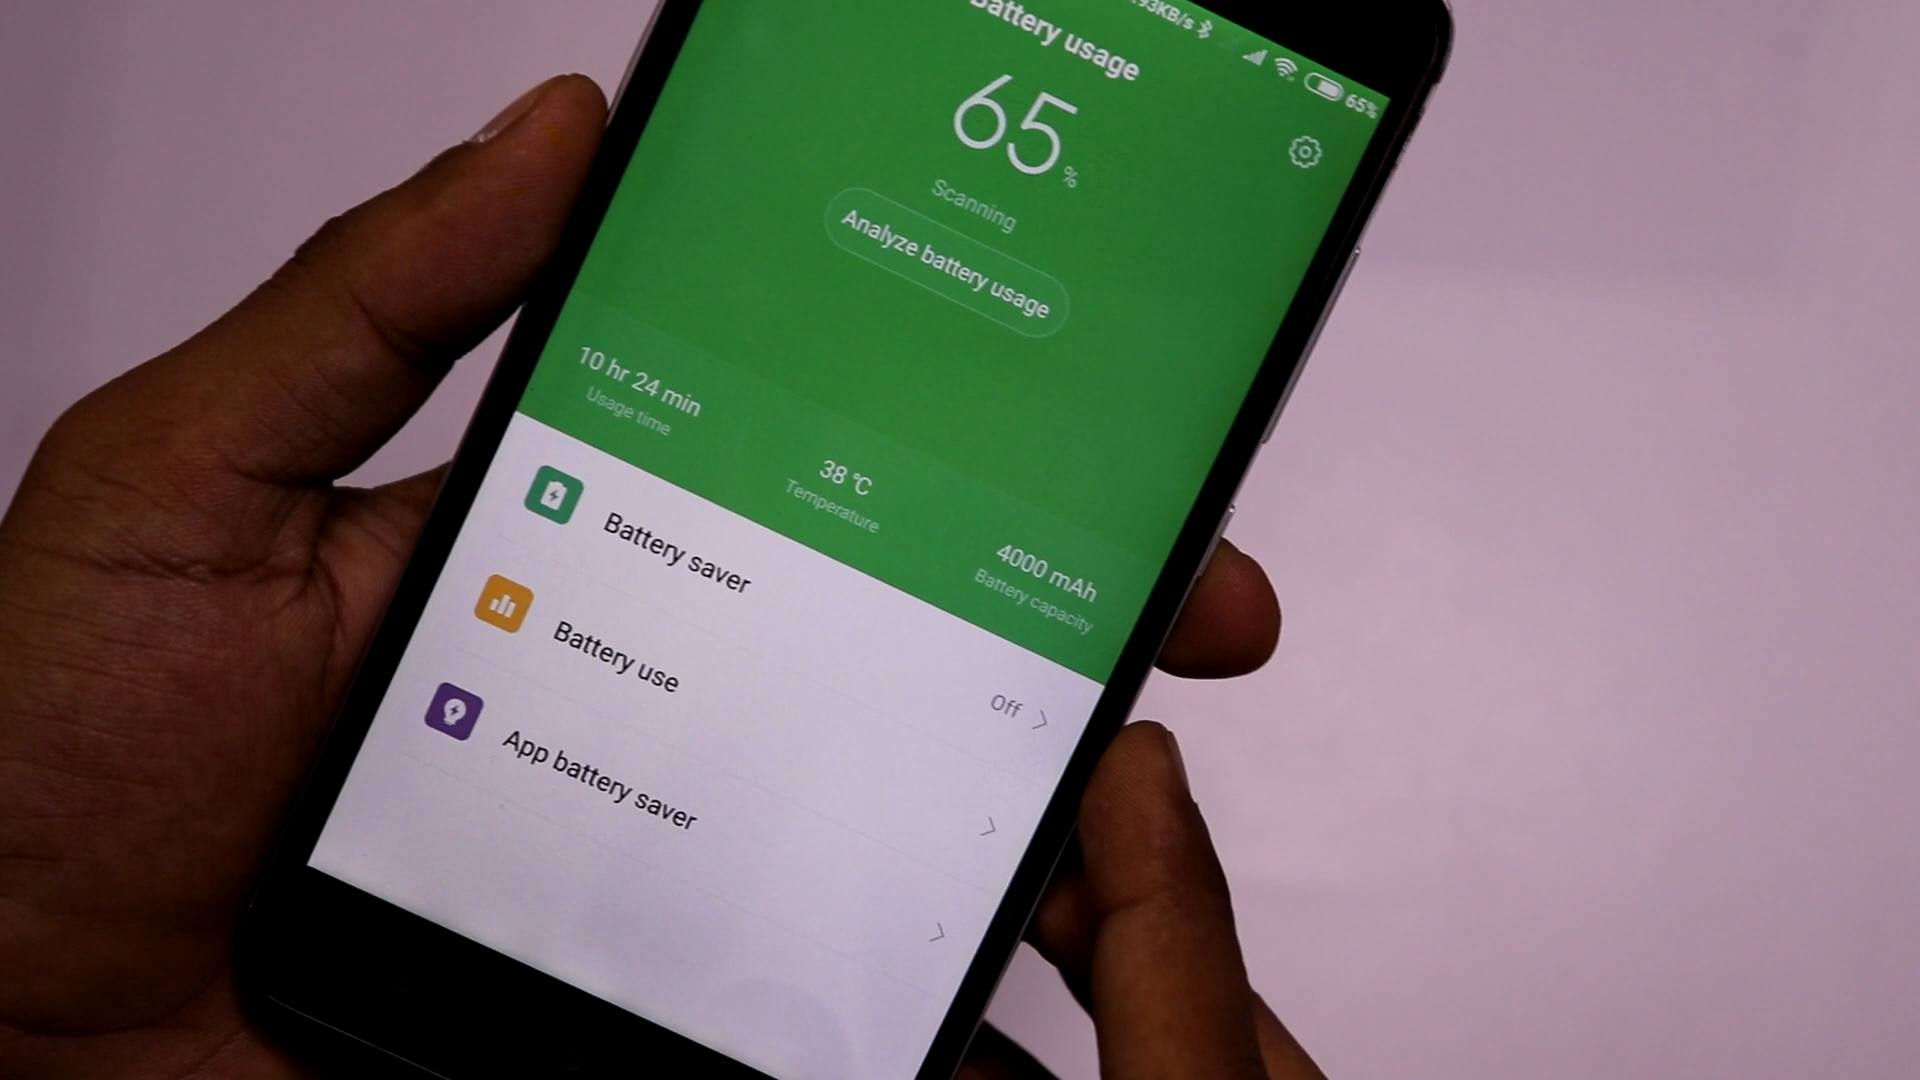 .93KB/s 65%
Battery usage
65%
Scanning
Analyze battery usage
10 hr 24 min
Usage time
38 °C
Temperature
4000 mAh
Battery capacity
Battery saver
Off
Battery use
App battery saver